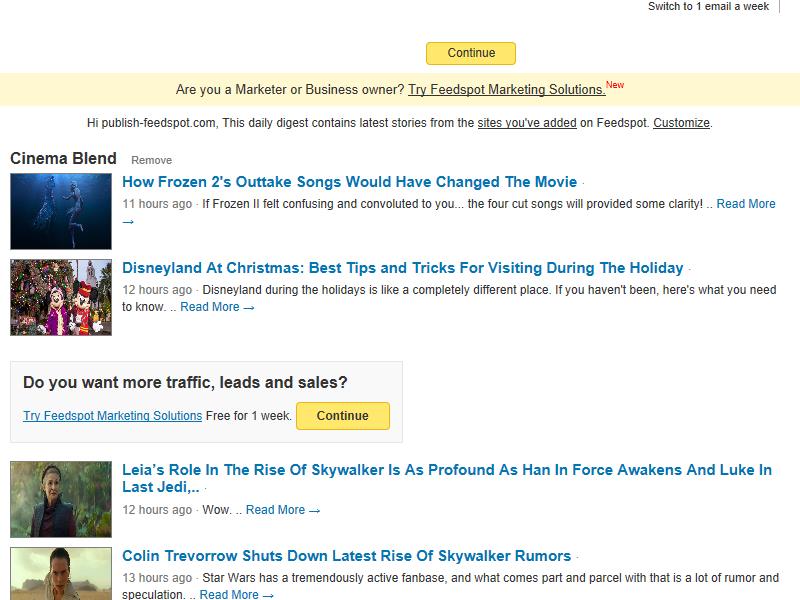 Switch to 1 email a week
Continue
Are you a Marketer or Business owner? Try Feedspot Marketing Solutions.New
Hi publish-feedspot.com, This daily digest contains latest stories from the sites you've added on Feedspot. Customize.
Cinema Blend Remove
How Frozen 2's Outtake Songs Would Have Changed The Movie ·
11 hours ago · If Frozen II felt confusing and convoluted to you... the four cut songs will provided some clarity! .. Read More
→
Disneyland At Christmas: Best Tips and Tricks For Visiting During The Holiday ·
12 hours ago · Disneyland during the holidays is like a completely different place. If you haven't been, here's what you need
to know. .. Read More →
Do you want more traffic, leads and sales?
Try Feedspot Marketing Solutions Free for 1 week. Continue
Leia’s Role In The Rise Of Skywalker Is As Profound As Han In Force Awakens And Luke In
Last Jedi,.. ·
12 hours ago · Wow. .. Read More →
Colin Trevorrow Shuts Down Latest Rise Of Skywalker Rumors ·
13 hours ago · Star Wars has a tremendously active fanbase, and what comes part and parcel with that is a lot of rumor and
speculation. .. Read More →